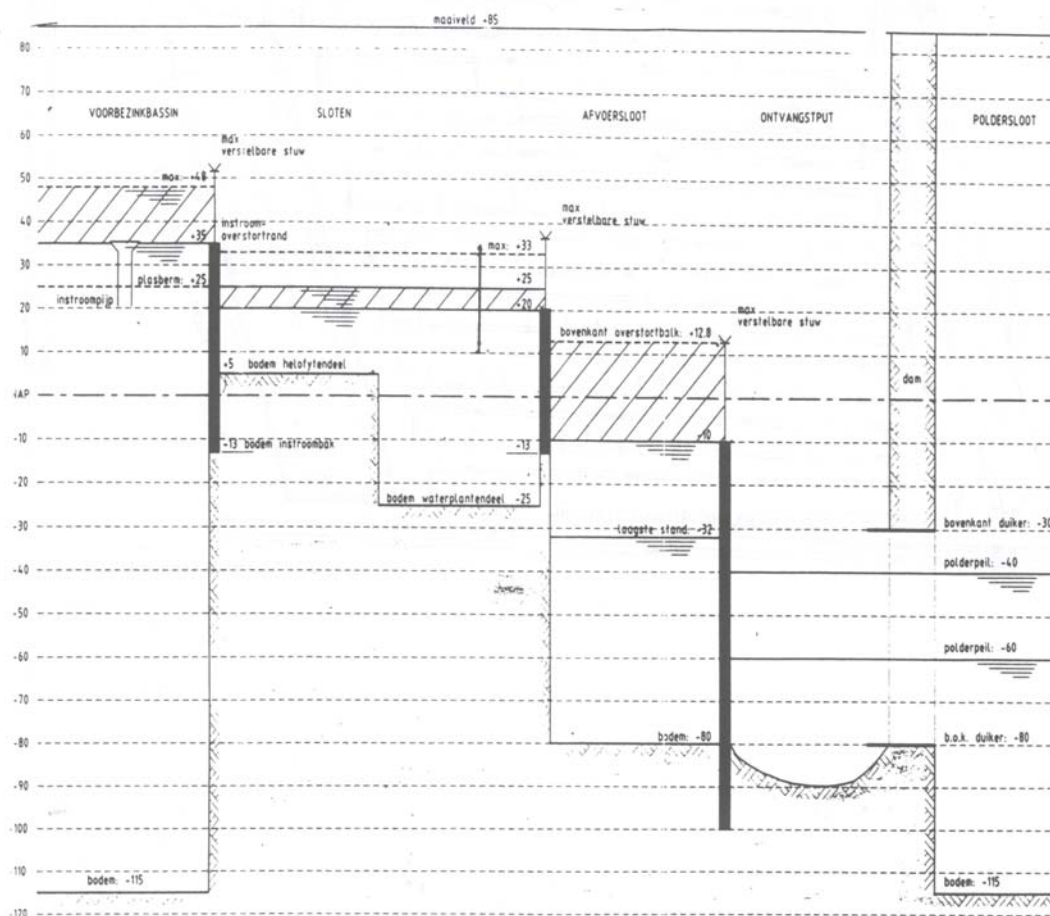 maaiveld +85
80
70
60
50
40
30
20
10
NAP
-10
-20
-30
-40
-50
-60
-70
-80
-90
-100
-110
-120
VOORBEZINKBASSIN
SLOTEN
AFVOERSLOOT
ONTVANGSTPUT
POLDERSLOOT
max
verstelbare stuw
max: +48
+35
instroom-
overstortrand
plasberm: +25
instroompijp
max
verstelbare stuw
max: +33
+25
+20
max
verstelbare stuw
bovenkant overstortbalk: +12.8
+5 bodem helofytendeel
dam
-13 bodem instroombak
-13
-10
bodem waterplantendeel -25
laagste stand: -32
bovenkant duiker: -30
polderpeil: -40
polderpeil: -60
bodem: -80
b.o.k. duiker: -80
bodem: -115
bodem: -115